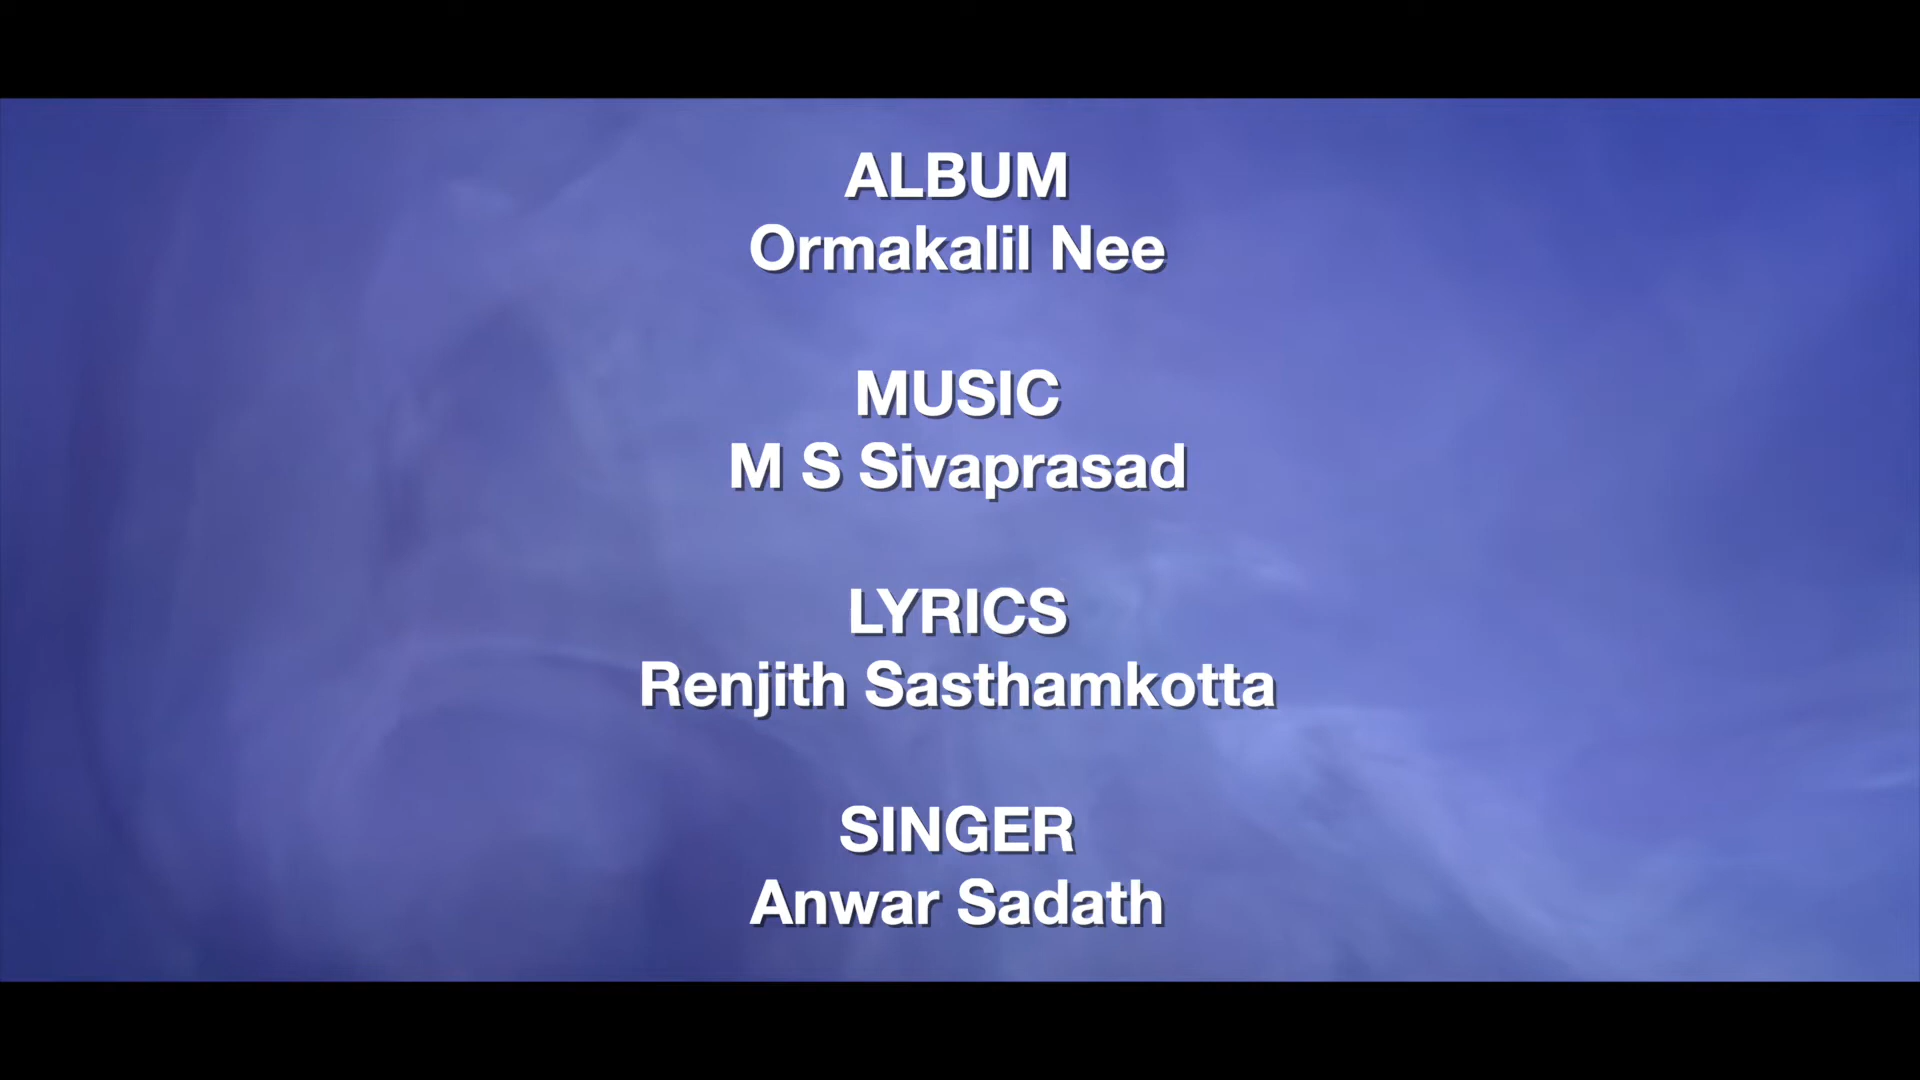 ALBUM
Ormakalil Nee
MUSIC
M S Sivaprasad
LYRICS
Renjith Sasthamkotta
SINGER
Anwar Sadath